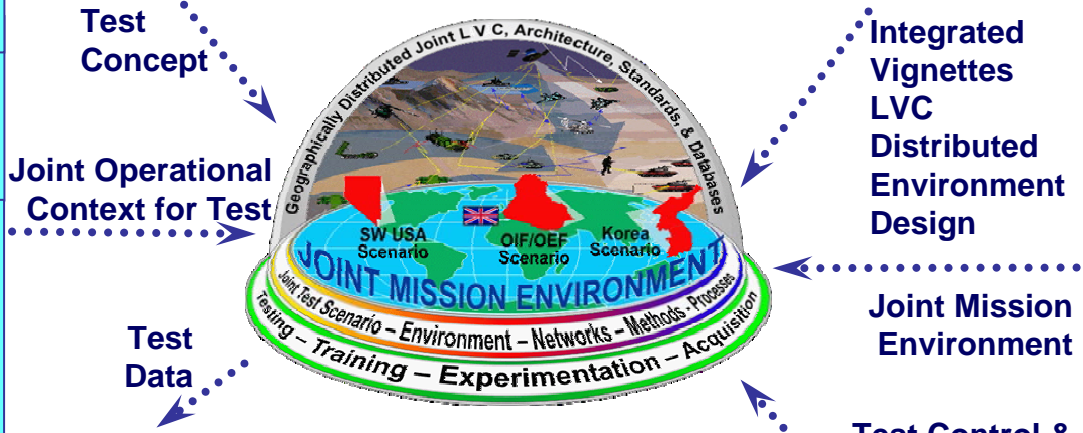 Test
Concept
Geographically Distributed Joint L V C, Architecture, Standards, & Databases
Integrated
Vignettes
LVC
Distributed
Environment
Design
Joint Operational
Context for Test
SW USA
Scenario
OIF/OEF
Scenario
Korea
Scenario
JOINT MISSION ENVIRONMENT
Joint Test Scenario – Environment – Networks – Methods - Processes
Testing – Training – Experimentation – Acquisition
Joint Mission
Environment
Test
Data
Test Control &